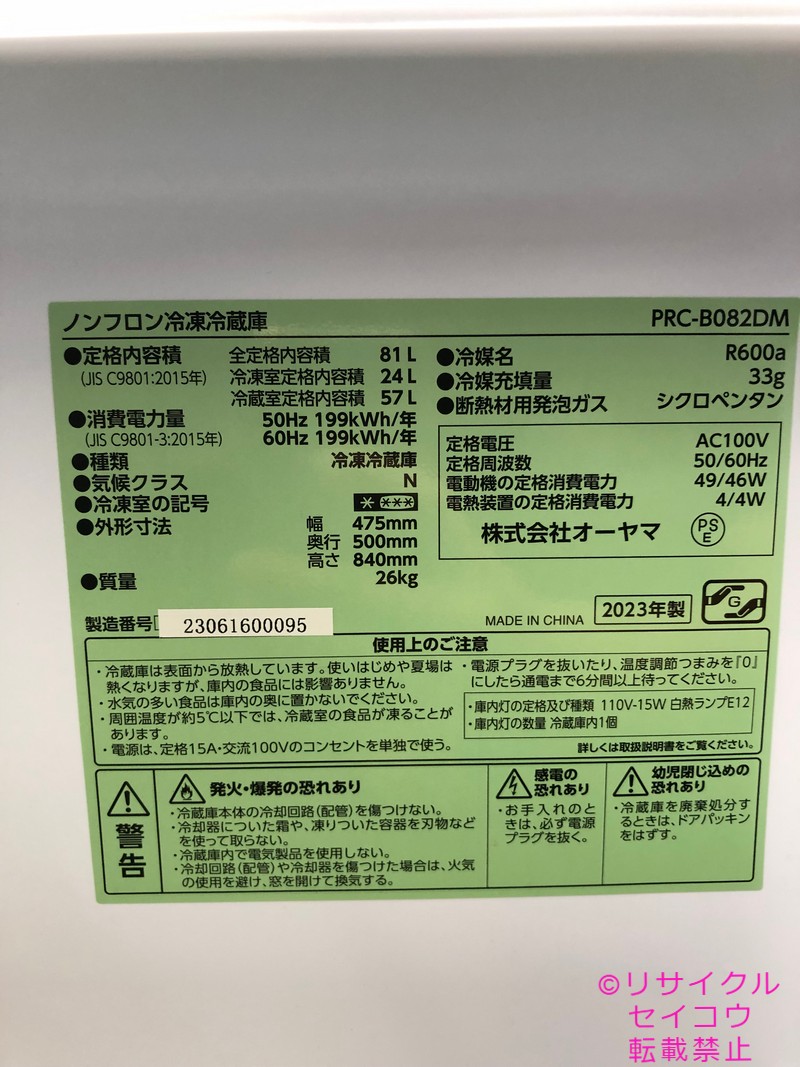 ノンフロン冷凍冷蔵庫 PRC-B082DM
●定格内容積 全定格内容積 81L
(JIS C9801:2015年) 冷凍室定格内容積 24L
冷蔵室定格内容積 57L
●消費電力量 50Hz 199kWh/年
(JIS C9801-3:2015年) 60Hz 199kWh/年
●種類 冷凍冷蔵庫
●気候クラス N
●冷凍室の記号 * ***
●外形寸法 幅 475mm
奥行 500mm
高さ 840mm
●質量 26kg
●冷媒名 R600a
●冷媒充填量 33g
●断熱材用発泡ガス シクロペンタン
定格電圧 AC100V
定格周波数 50/60Hz
電動機の定格消費電力 49/46W
電熱装置の定格消費電力 4/4W
株式会社オーヤマ PSE
製造番号 23061600095
MADE IN CHINA 2023年製 G
使用上のご注意
・冷蔵庫は表面から放熱しています。使いはじめや夏場は
熱くなりますが、庫内の食品には影響ありません。
・水気の多い食品は庫内の奥に置かないでください。
・周囲温度が約5℃以下では、冷蔵室の食品が凍ることが
あります。
・電源は、定格15A・交流100Vのコンセントを単独で使う。
・電源プラグを抜いたり、温度調節つまみを『0』
にしたら通電まで6分間以上待ってください。
・庫内灯の定格及び種類 110V-15W 白熱ランプE12
・庫内灯の数量 冷蔵庫内1個
詳しくは取扱説明書をご覧ください。
警告
発火・爆発の恐れあり
・冷蔵庫本体の冷却回路(配管)を傷つけない。
・冷却器についた霜や、凍りついた容器を刃物など
を使って取らない。
・冷蔵庫内で電気製品を使用しない。
・冷却回路(配管)や冷却器を傷つけた場合は、火気
の使用を避け、窓を開けて換気する。
感電の
恐れあり
・お手入れのと
きは、必ず電源
プラグを抜く。
幼児閉じ込めの
恐れあり
・冷蔵庫を廃棄処分す
るときは、ドアパッキン
をはずす。
©リサイクル
セイコウ
転載禁止